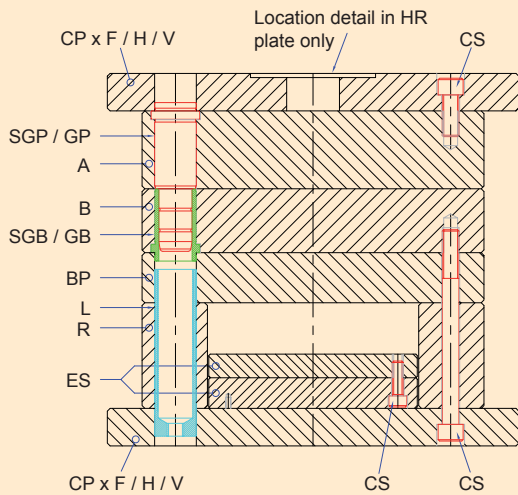 Location detail in HR
plate only
CP x F / H / V
CS
SGP / GP
A
B
SGB / GB
BP
L
R
ES
CP x F / H / V
CS
CS